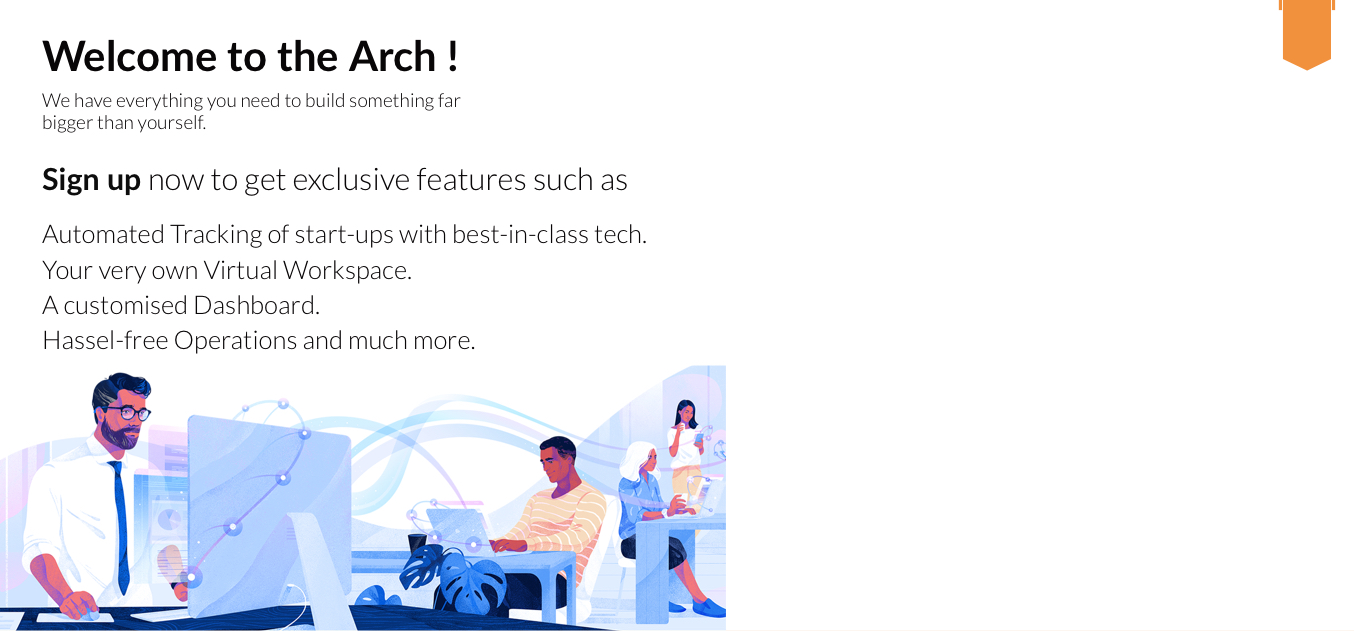 Welcome to the Arch !
We have everything you need to build something far
bigger than yourself.
Sign up now to get exclusive features such as
Automated Tracking of start-ups with best-in-class tech.
Your very own Virtual Workspace.
A customised Dashboard.
Hassel-free Operations and much more.